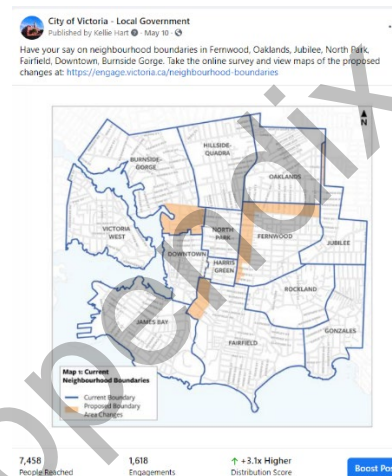 City of Victoria - Local Government
Published by Kellie Hart · May 10 ·
Have your say on neighbourhood boundaries in Fernwood, Oaklands, Jubilee, North Park,
Fairfield, Downtown, Burnside Gorge. Take the online survey and view maps of the proposed
changes at: https://engage.victoria.ca/neighbourhood-boundaries
N
HILLSIDE-
QUADRA
BURNSIDE-
GORGE
OAKLANDS
VICTORIA
WEST
NORTH
PARK
FERNWOOD
JUBILEE
DOWNTOWN
HARRIS
GREEN
ROCKLAND
JAMES BAY
GONZALES
FAIRFIELD
Map 1: Current
Neighbourhood Boundaries
Current Boundary
Proposed Boundary
Area Changes
7,458
People Reached
1,618
Engagements
+3.1x Higher
Distribution Score
Boost Po
Appendix